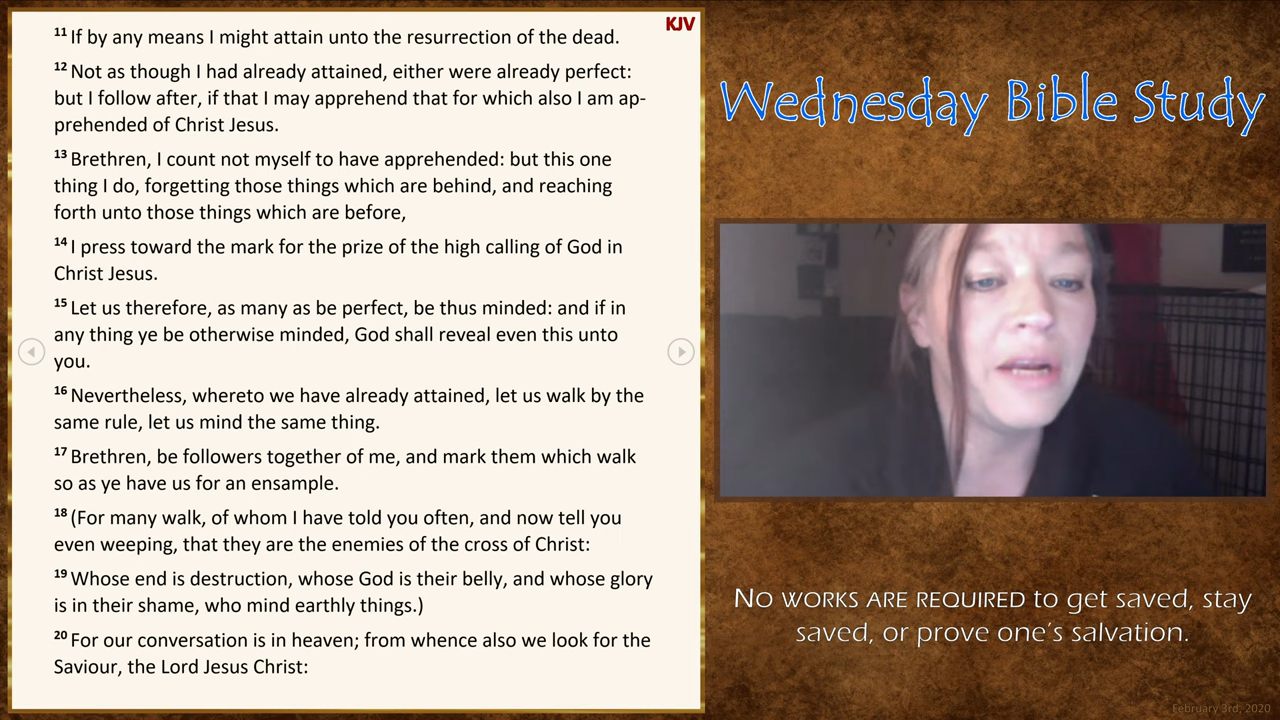 KJV
11 If by any means I might attain unto the resurrection of the dead.
12 Not as though I had already attained, either were already perfect:
but I follow after, if that I may apprehend that for which also I am ap-
prehended of Christ Jesus.
13 Brethren, I count not myself to have apprehended: but this one
thing I do, forgetting those things which are behind, and reaching
forth unto those things which are before,
14 I press toward the mark for the prize of the high calling of God in
Christ Jesus.
15 Let us therefore, as many as be perfect, be thus minded: and if in
any thing ye be otherwise minded, God shall reveal even this unto
you.
16 Nevertheless, whereto we have already attained, let us walk by the
same rule, let us mind the same thing.
17 Brethren, be followers together of me, and mark them which walk
so as ye have us for an ensample.
18 (For many walk, of whom I have told you often, and now tell you
even weeping, that they are the enemies of the cross of Christ:
19 Whose end is destruction, whose God is their belly, and whose glory
is in their shame, who mind earthly things.)
20 For our conversation is in heaven; from whence also we look for the
Saviour, the Lord Jesus Christ:
Wednesday Bible Study
No works are required to get saved, stay
saved, or prove one's salvation.
February 3rd, 2020